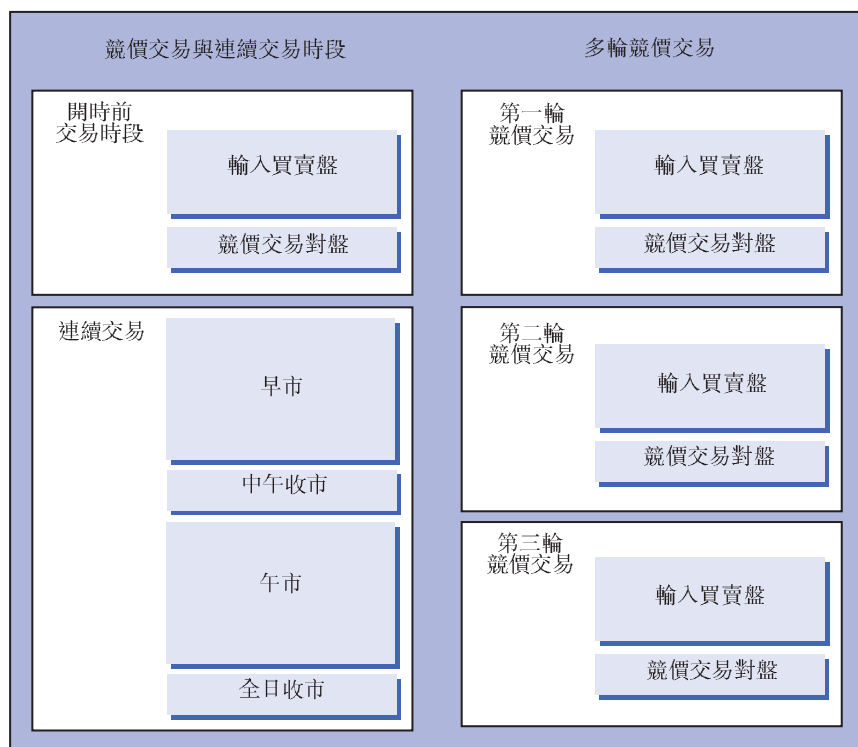 競價交易與連續交易時段
開時前
交易時段
輸入買賣盤
競價交易對盤
連續交易
早市
中午收市
午市
全日收市
多輪競價交易
第一輪
競價交易
輸入買賣盤
競價交易對盤
第二輪
競價交易
輸入買賣盤
競價交易對盤
第三輪
競價交易
輸入買賣盤
競價交易對盤